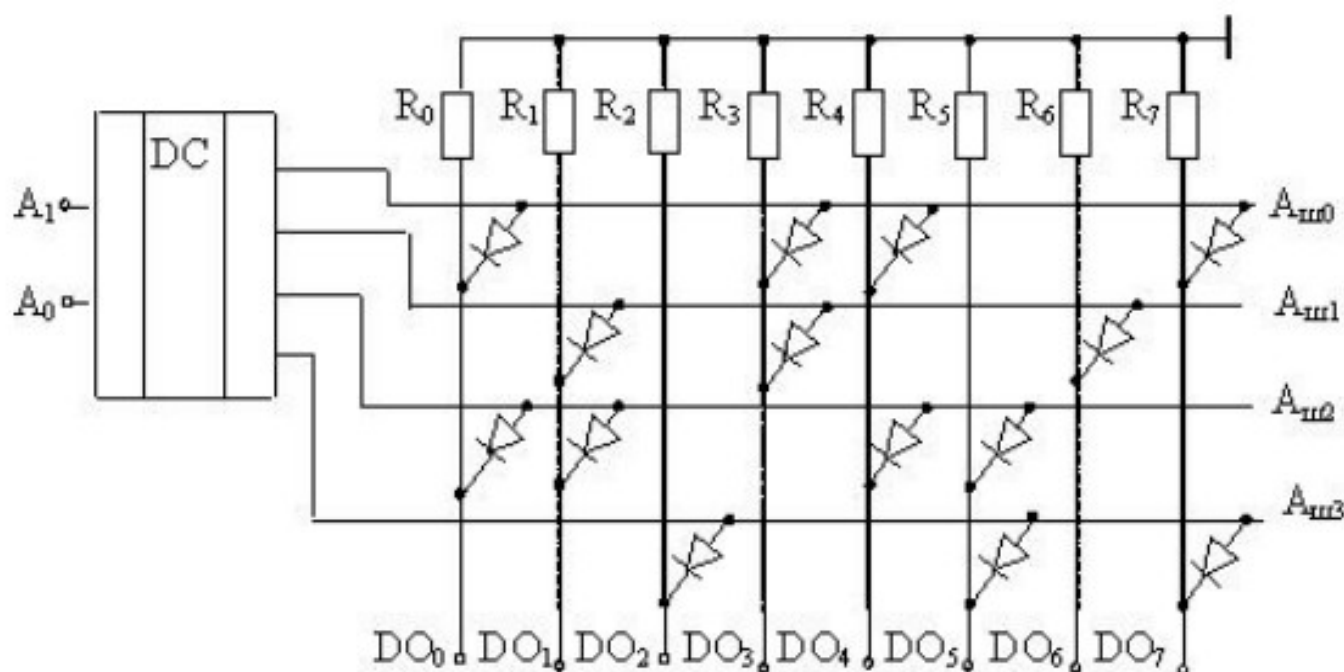 R₀ R₁ R₂ R₃ R₄ R₅ R₆ R₇
DC
A₁
Aш0
Aш1
A₀
Aш2
Aш3
DO₀ DO₁ DO₂ DO₃ DO₄ DO₅ DO₆ DO₇